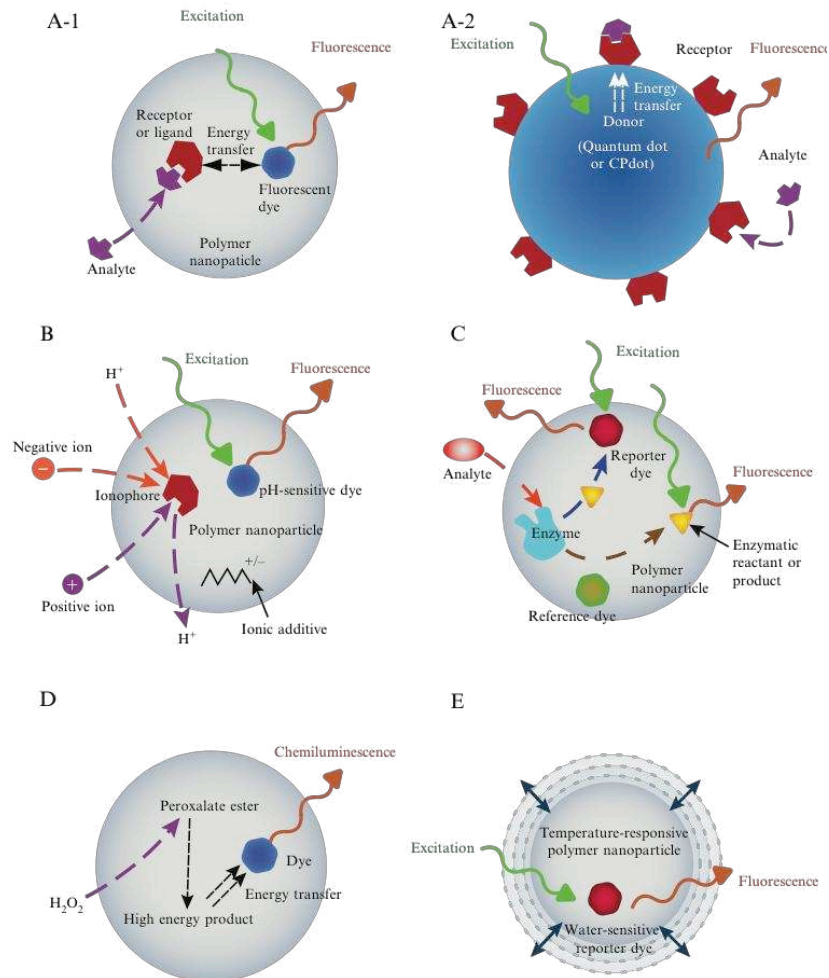 A-1
Excitation
Fluorescence
Receptor
or ligand
Energy
transfer
Fluorescent
dye
Polymer
nanopaticle
Analyte
A-2
Excitation
Receptor
Fluorescence
Energy
transfer
Donor
(Quantum dot
or CPdot)
Analyte
B
H+
Excitation
Fluorescence
Negative ion
−
Ionophore
pH-sensitive dye
Polymer nanoparticle
+
Positive ion
+/−
H+
Ionic additive
C
Excitation
Fluorescence
Analyte
Reporter
dye
Fluorescence
Enzyme
Polymer
nanoparticle
Enzymatic
reactant or
product
Reference dye
D
Chemiluminescence
Peroxalate ester
Dye
Energy transfer
H2O2
High energy product
E
Temperature-responsive
polymer nanoparticle
Excitation
Fluorescence
Water-sensitive
reporter dye